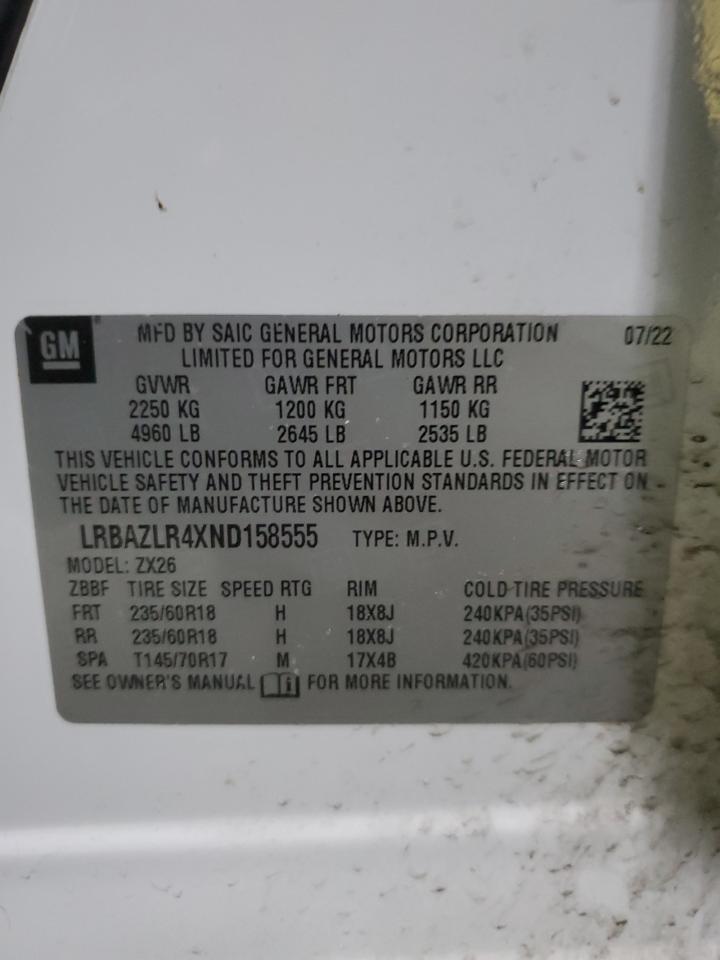 GM
MFD BY SAIC GENERAL MOTORS CORPORATION 07/22
LIMITED FOR GENERAL MOTORS LLC
GVWR GAWR FRT GAWR RR
2250 KG 1200 KG 1150 KG
4960 LB 2645 LB 2535 LB
THIS VEHICLE CONFORMS TO ALL APPLICABLE U.S. FEDERAL MOTOR
VEHICLE SAFETY AND THEFT PREVENTION STANDARDS IN EFFECT ON
THE DATE OF MANUFACTURE SHOWN ABOVE.
LRBAZLR4XND158555 TYPE: M.P.V.
MODEL: ZX26
ZBBF TIRE SIZE SPEED RTG RIM COLD TIRE PRESSURE
FRT 235/60R18 H 18X8J 240KPA(35PSI)
RR 235/60R18 H 18X8J 240KPA(35PSI)
SPA T145/70R17 M 17X4B 420KPA(60PSI)
SEE OWNER'S MANUAL FOR MORE INFORMATION.